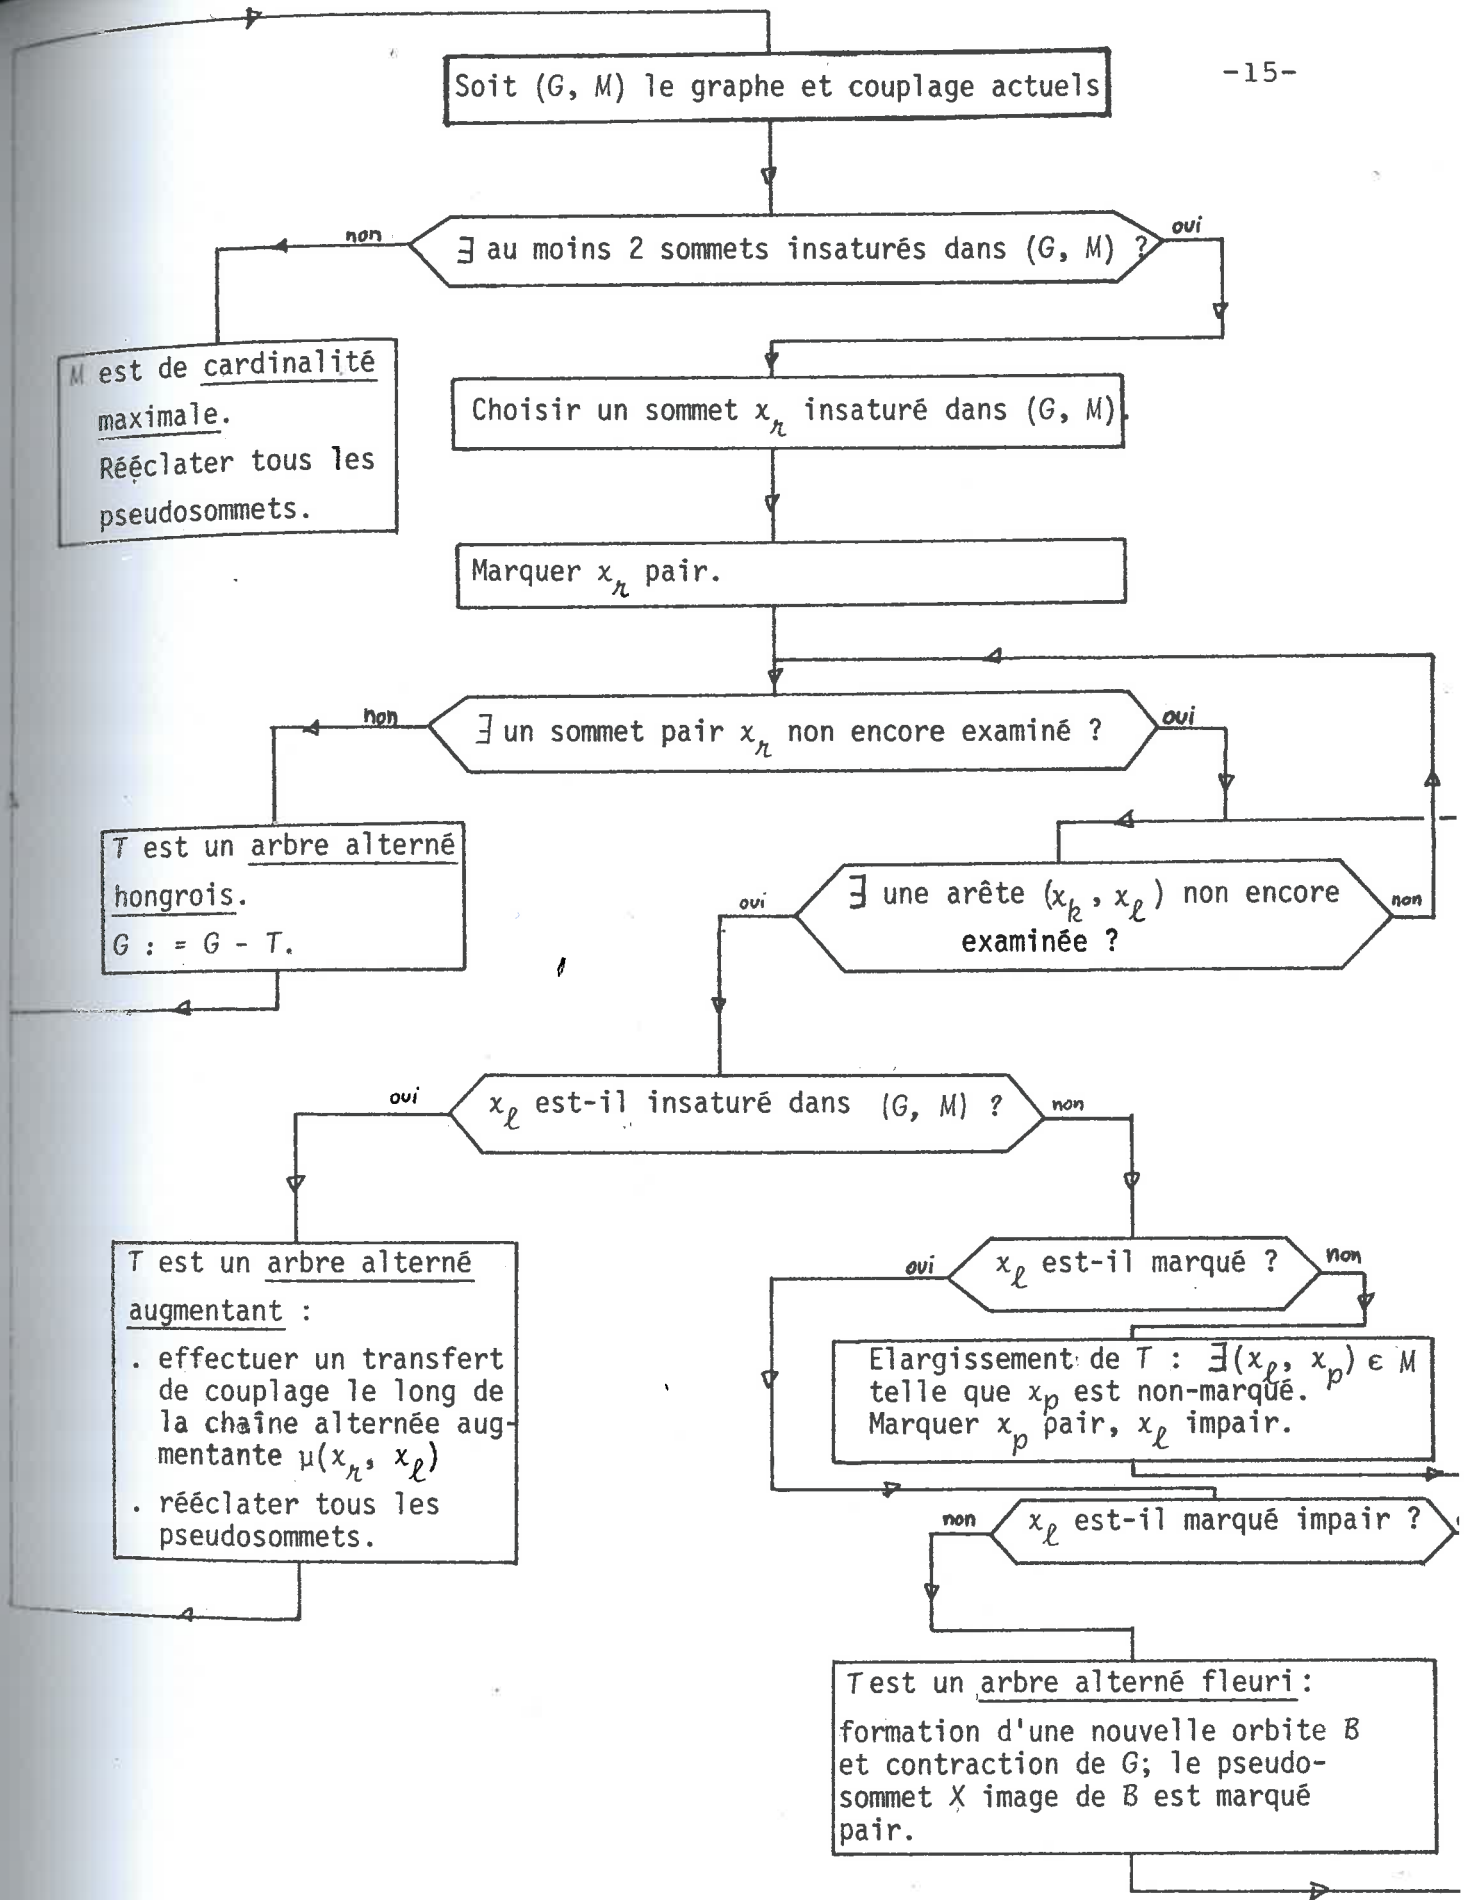 -15-
Soit (G, M) le graphe et couplage actuels
non
∃ au moins 2 sommets insaturés dans (G, M) ?
oui
M est de cardinalité
maximale.
Rééclater tous les
pseudosommets.
Choisir un sommet x_r insaturé dans (G, M).
Marquer x_r pair.
non
∃ un sommet pair x_r non encore examiné ?
oui
T est un arbre alterné
hongrois.
G : = G - T.
oui
∃ une arête (x_k, x_ℓ) non encore
examinée ?
non
oui
x_ℓ est-il insaturé dans (G, M) ?
non
T est un arbre alterné
augmentant :
. effectuer un transfert
de couplage le long de
la chaîne alternée aug-
mentante μ(x_r, x_ℓ)
. rééclater tous les
pseudosommets.
oui
x_ℓ est-il marqué ?
non
Elargissement de T : ∃(x_ℓ, x_p) ∈ M
telle que x_p est non-marqué.
Marquer x_p pair, x_ℓ impair.
non
x_ℓ est-il marqué impair ?
T est un arbre alterné fleuri :
formation d'une nouvelle orbite B
et contraction de G; le pseudo-
sommet X image de B est marqué
pair.